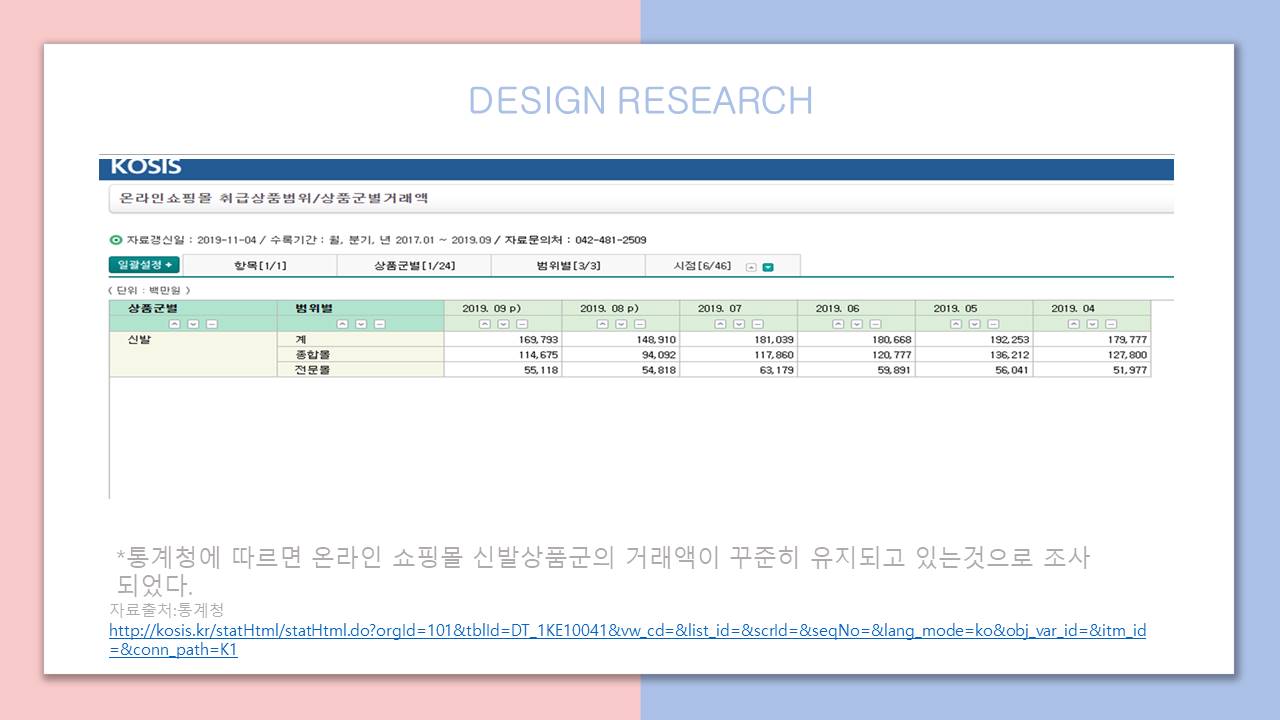 DESIGN RESEARCH
KOSIS
온라인쇼핑몰 취급상품범위/상품군별거래액
자료갱신일 : 2019-11-04 / 수록기간 : 월, 분기, 년 2017.01 ~ 2019.09 / 자료문의처 : 042-481-2509
일괄설정 + 항목[1/1] 상품군별[1/24] 범위별[3/3] 시점[6/46]
( 단위 : 백만원 )
상품군별 범위별 2019. 09 p) 2019. 08 p) 2019. 07 2019. 06 2019. 05 2019. 04
신발 계 169,793 148,910 181,039 180,668 192,253 179,777
종합몰 114,675 94,092 117,860 120,777 136,212 127,800
전문몰 55,118 54,818 63,179 59,891 56,041 51,977
*통계청에 따르면 온라인 쇼핑몰 신발상품군의 거래액이 꾸준히 유지되고 있는것으로 조사
되었다.
자료출처:통계청
http://kosis.kr/statHtml/statHtml.do?orgId=101&tblId=DT_1KE10041&vw_cd=&list_id=&scrId=&seqNo=&lang_mode=ko&obj_var_id=&itm_id
=&conn_path=K1